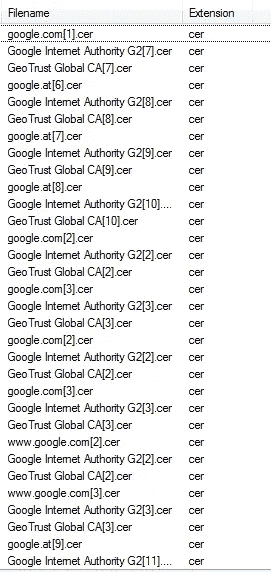 Filename Extension
google.com[1].cer cer
Google Internet Authority G2[7].cer cer
GeoTrust Global CA[7].cer cer
google.at[6].cer cer
Google Internet Authority G2[8].cer cer
GeoTrust Global CA[8].cer cer
google.at[7].cer cer
Google Internet Authority G2[9].cer cer
GeoTrust Global CA[9].cer cer
google.at[8].cer cer
Google Internet Authority G2[10].... cer
GeoTrust Global CA[10].cer cer
google.com[2].cer cer
Google Internet Authority G2[2].cer cer
GeoTrust Global CA[2].cer cer
google.com[3].cer cer
Google Internet Authority G2[3].cer cer
GeoTrust Global CA[3].cer cer
google.com[2].cer cer
Google Internet Authority G2[2].cer cer
GeoTrust Global CA[2].cer cer
google.com[3].cer cer
Google Internet Authority G2[3].cer cer
GeoTrust Global CA[3].cer cer
www.google.com[2].cer cer
Google Internet Authority G2[2].cer cer
GeoTrust Global CA[2].cer cer
www.google.com[3].cer cer
Google Internet Authority G2[3].cer cer
GeoTrust Global CA[3].cer cer
google.at[9].cer cer
Google Internet Authority G2[11].... cer